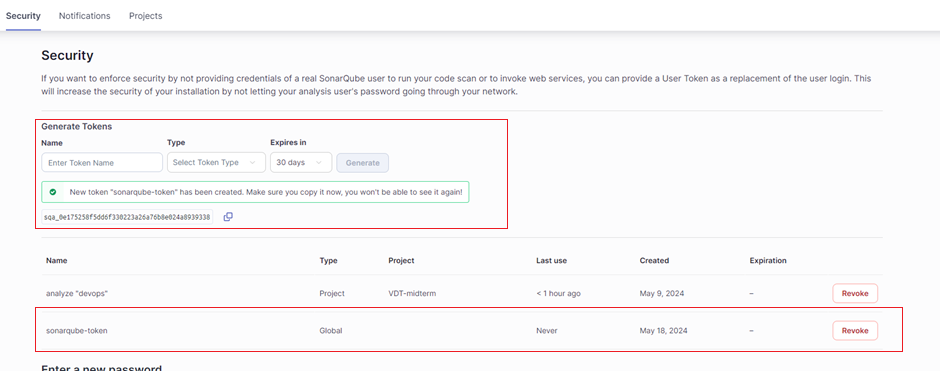 Security Notifications Projects
Security
If you want to enforce security by not providing credentials of a real SonarQube user to run your code scan or to invoke web services, you can provide a User Token as a replacement of the user login. This
will increase the security of your installation by not letting your analysis user's password going through your network.
Generate Tokens
Name Type Expires in
Enter Token Name Select Token Type 30 days Generate
New token "sonarqube-token" has been created. Make sure you copy it now, you won't be able to see it again!
sqa_0e175258f5dd6f330223a26a76b8e024a8939338
Name Type Project Last use Created Expiration
analyze "devops" Project VDT-midterm < 1 hour ago May 9, 2024 – Revoke
sonarqube-token Global Never May 18, 2024 – Revoke
Enter a new password